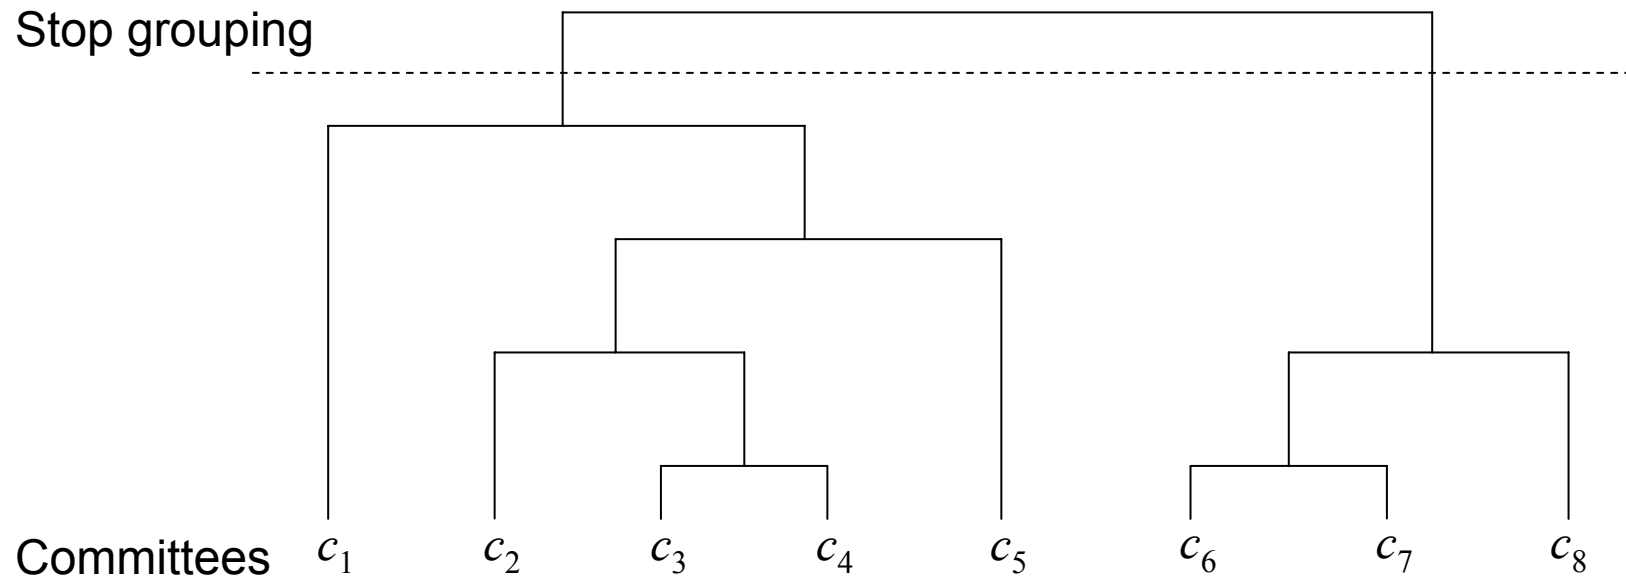 Stop grouping
Committees c₁ c₂ c₃ c₄ c₅ c₆ c₇ c₈